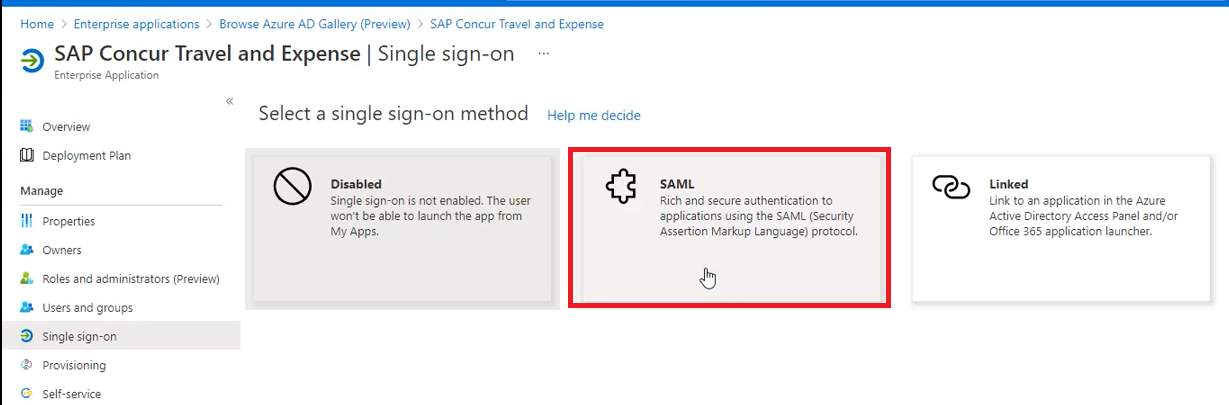 Home > Enterprise applications > Browse Azure AD Gallery (Preview) > SAP Concur Travel and Expense
SAP Concur Travel and Expense | Single sign-on ...
Enterprise Application
«
Overview
Deployment Plan
Manage
Properties
Owners
Roles and administrators (Preview)
Users and groups
Single sign-on
Provisioning
Self-service
Select a single sign-on method Help me decide
Disabled
Single sign-on is not enabled. The user
won't be able to launch the app from
My Apps.
SAML
Rich and secure authentication to
applications using the SAML (Security
Assertion Markup Language) protocol.
Linked
Link to an application in the Azure
Active Directory Access Panel and/or
Office 365 application launcher.